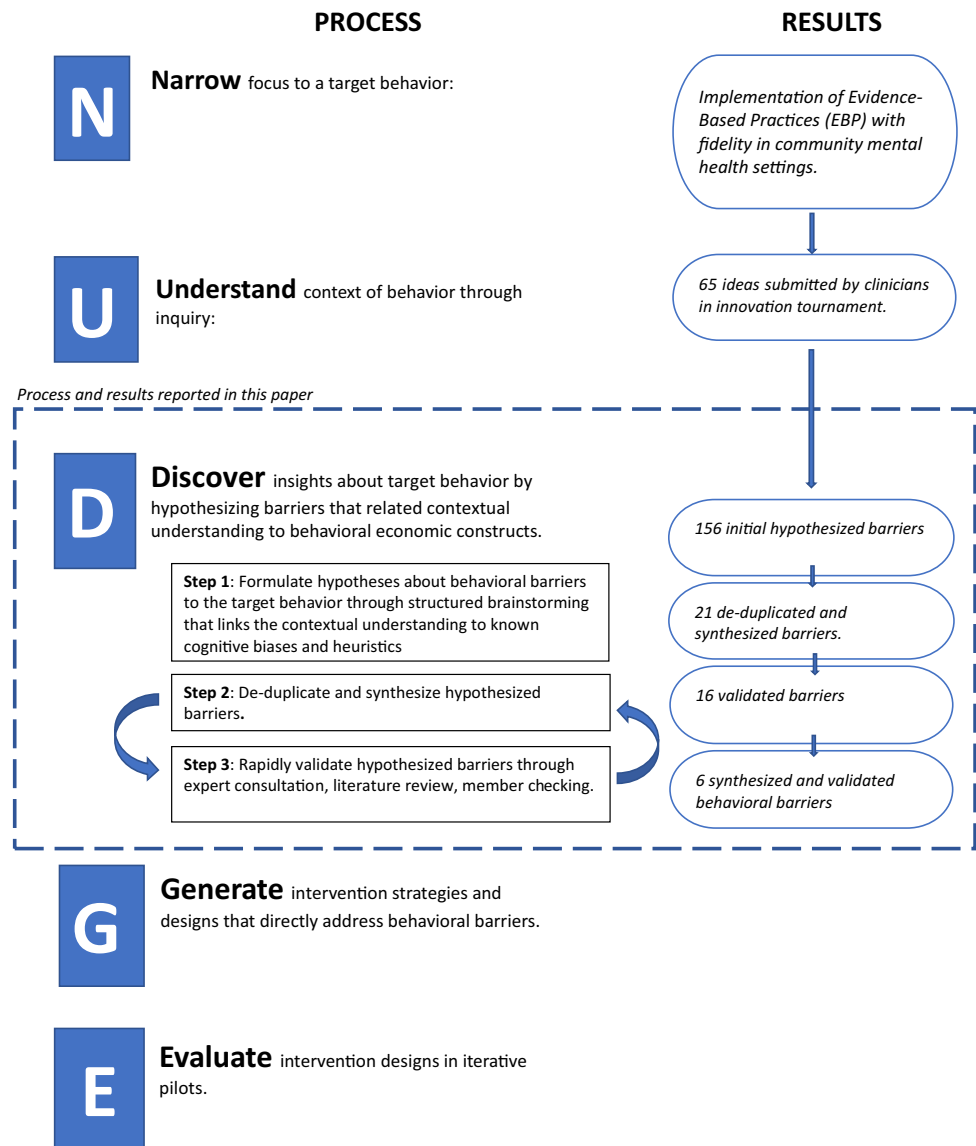 PROCESS
RESULTS
N
Narrow focus to a target behavior:
Implementation of Evidence-
Based Practices (EBP) with
fidelity in community mental
health settings.
U
Understand context of behavior through
inquiry:
65 ideas submitted by clinicians
in innovation tournament.
Process and results reported in this paper
D
Discover insights about target behavior by
hypothesizing barriers that related contextual
understanding to behavioral economic constructs.
156 initial hypothesized barriers
Step 1: Formulate hypotheses about behavioral barriers
to the target behavior through structured brainstorming
that links the contextual understanding to known
cognitive biases and heuristics
21 de-duplicated and
synthesized barriers.
Step 2: De-duplicate and synthesize hypothesized
barriers.
16 validated barriers
Step 3: Rapidly validate hypothesized barriers through
expert consultation, literature review, member checking.
6 synthesized and validated
behavioral barriers
G
Generate intervention strategies and
designs that directly address behavioral barriers.
E
Evaluate intervention designs in iterative
pilots.